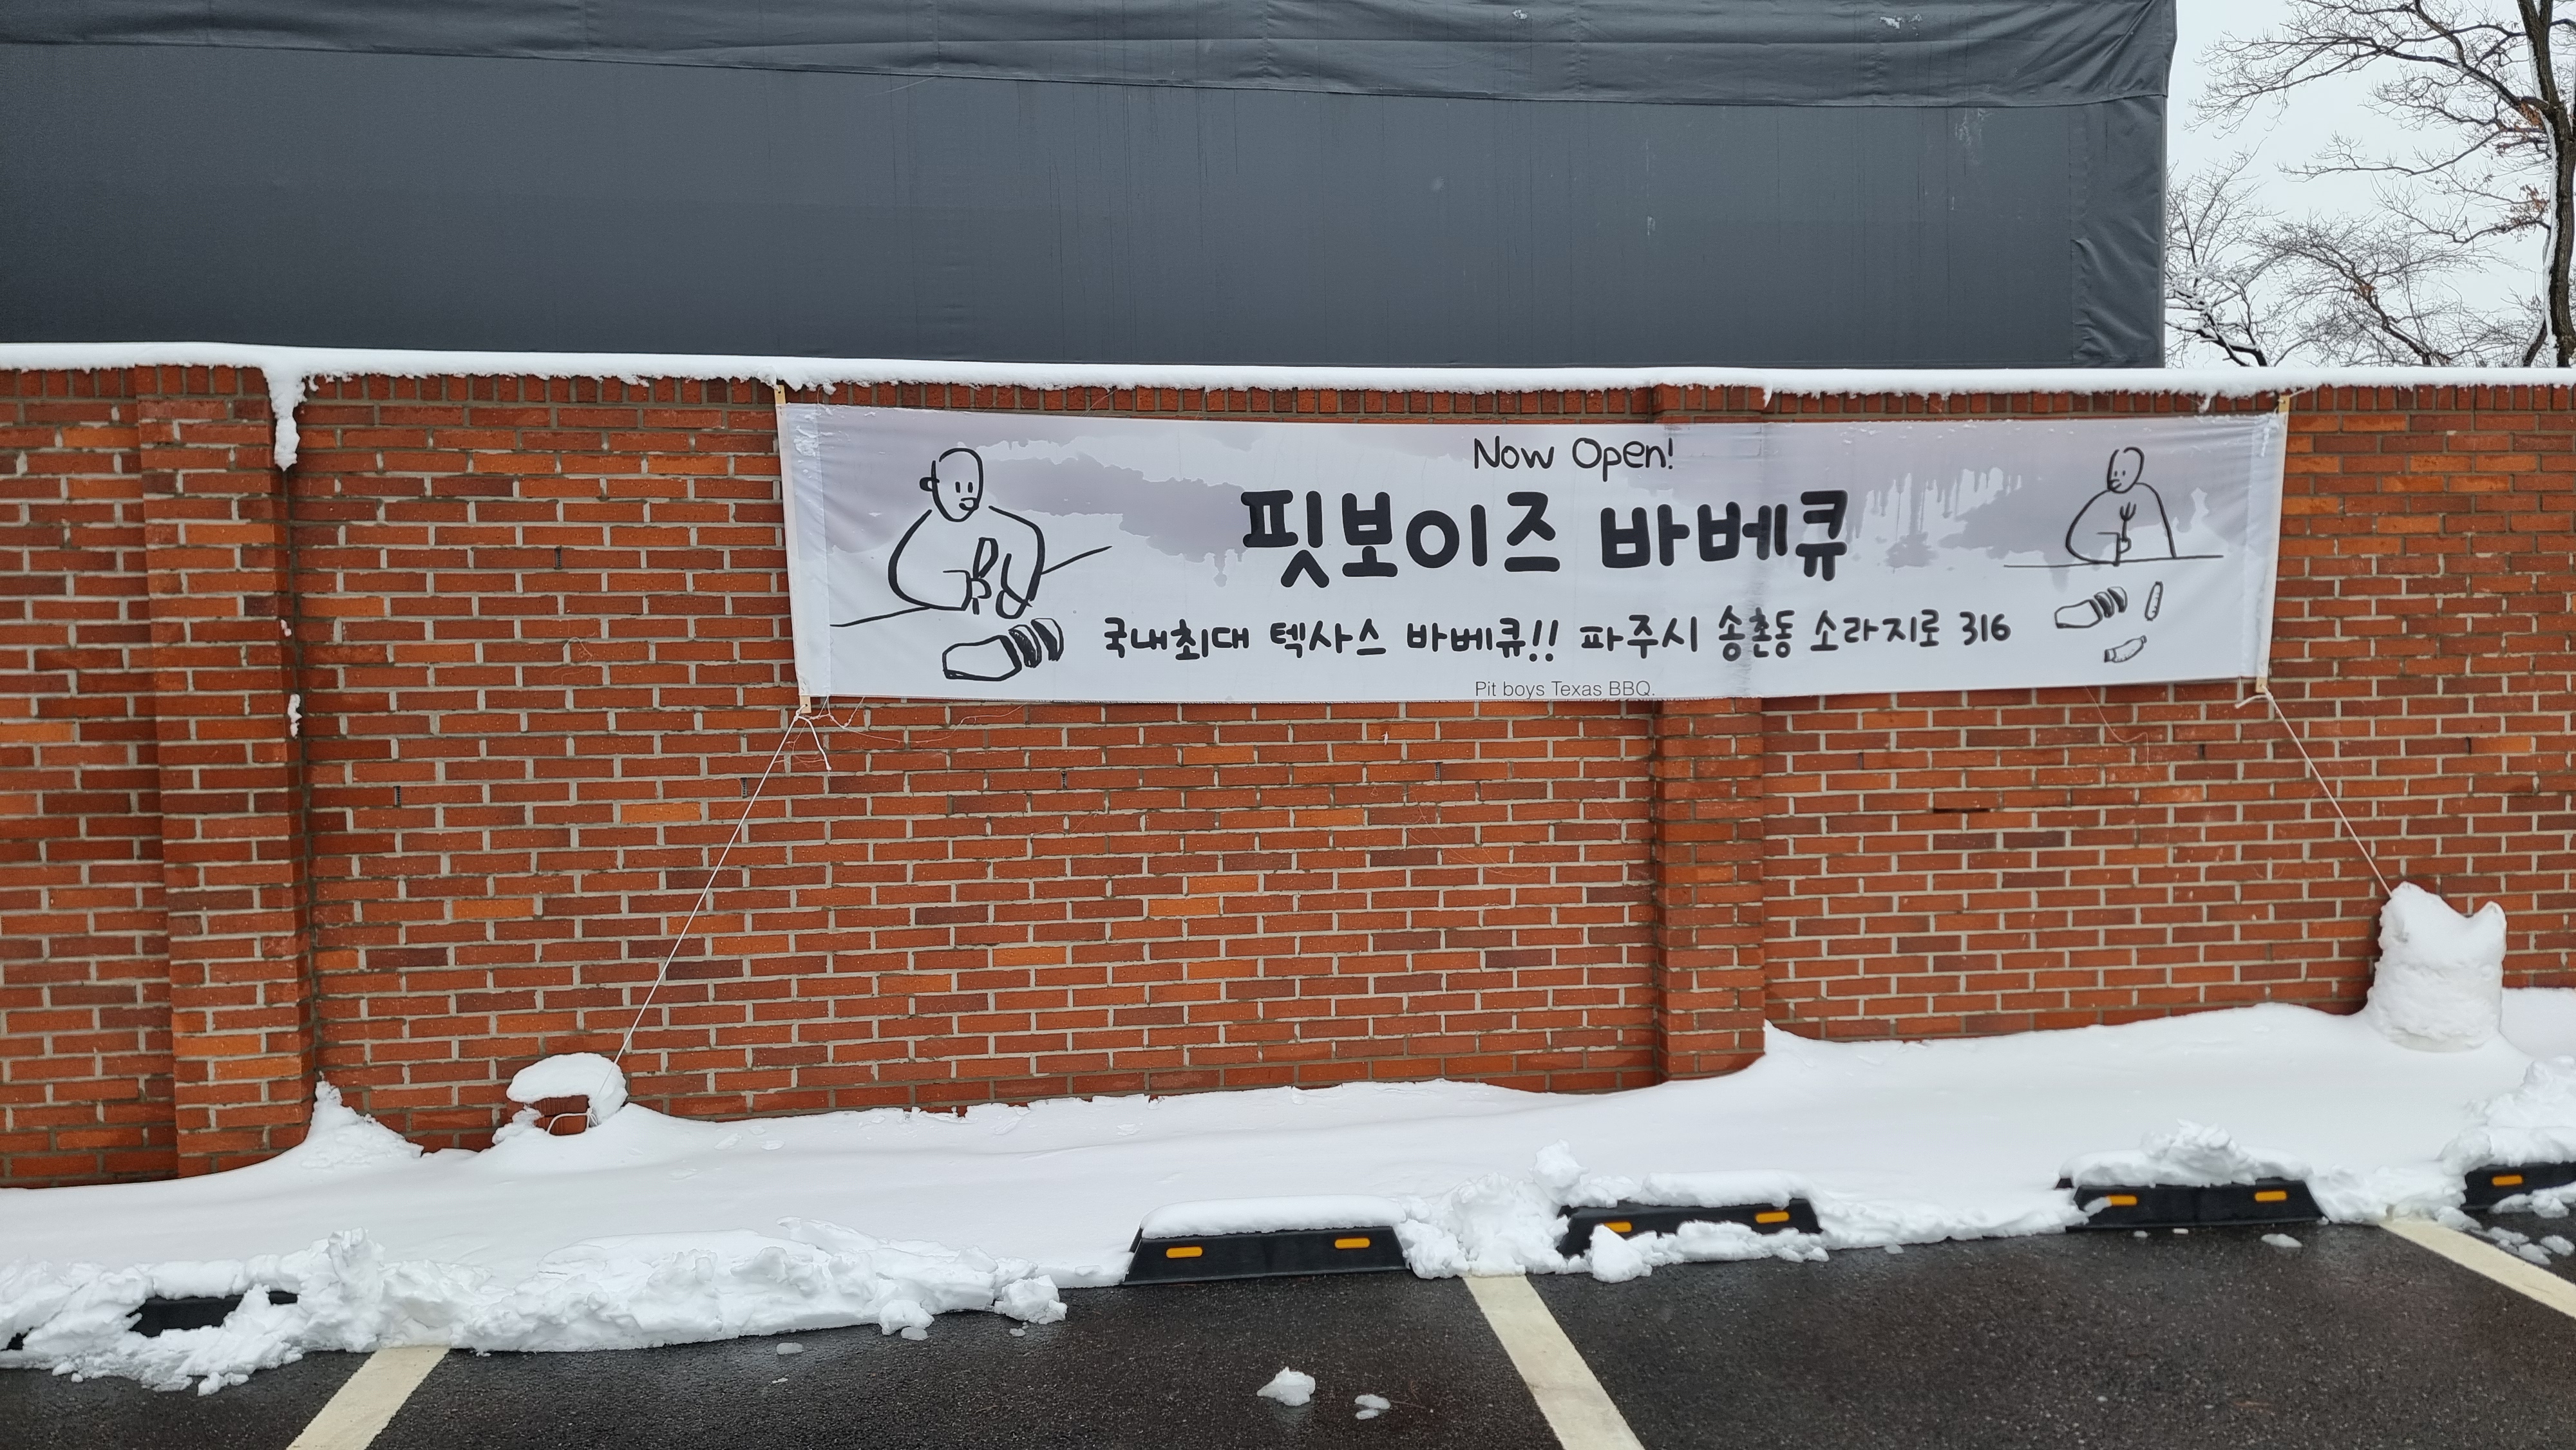 Now Open!
핏보이즈 바베큐
국내최대 텍사스 바베큐!! 파주시 송촌동 소라지로 316
Pit boys Texas BBQ.